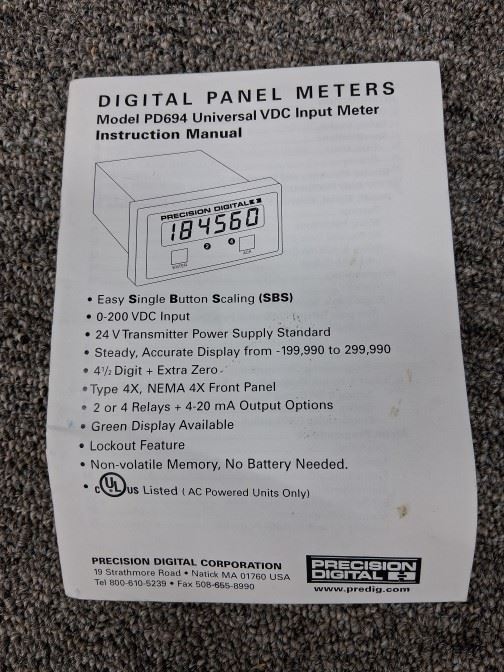 DIGITAL PANEL METERS
Model PD694 Universal VDC Input Meter
Instruction Manual
PRECISION DIGITAL
184560
2 4
ACK
• Easy Single Button Scaling (SBS)
• 0-200 VDC Input
• 24 V Transmitter Power Supply Standard
• Steady, Accurate Display from -199,990 to 299,990
• 4½ Digit + Extra Zero
• Type 4X, NEMA 4X Front Panel
• 2 or 4 Relays + 4-20 mA Output Options
• Green Display Available
• Lockout Feature
• Non-volatile Memory, No Battery Needed.
• c UL us Listed ( AC Powered Units Only)
PRECISION DIGITAL CORPORATION
19 Strathmore Road • Natick MA 01760 USA
Tel 800-610-5239 • Fax 508-655-8990
PRECISION
DIGITAL
www.predig.com